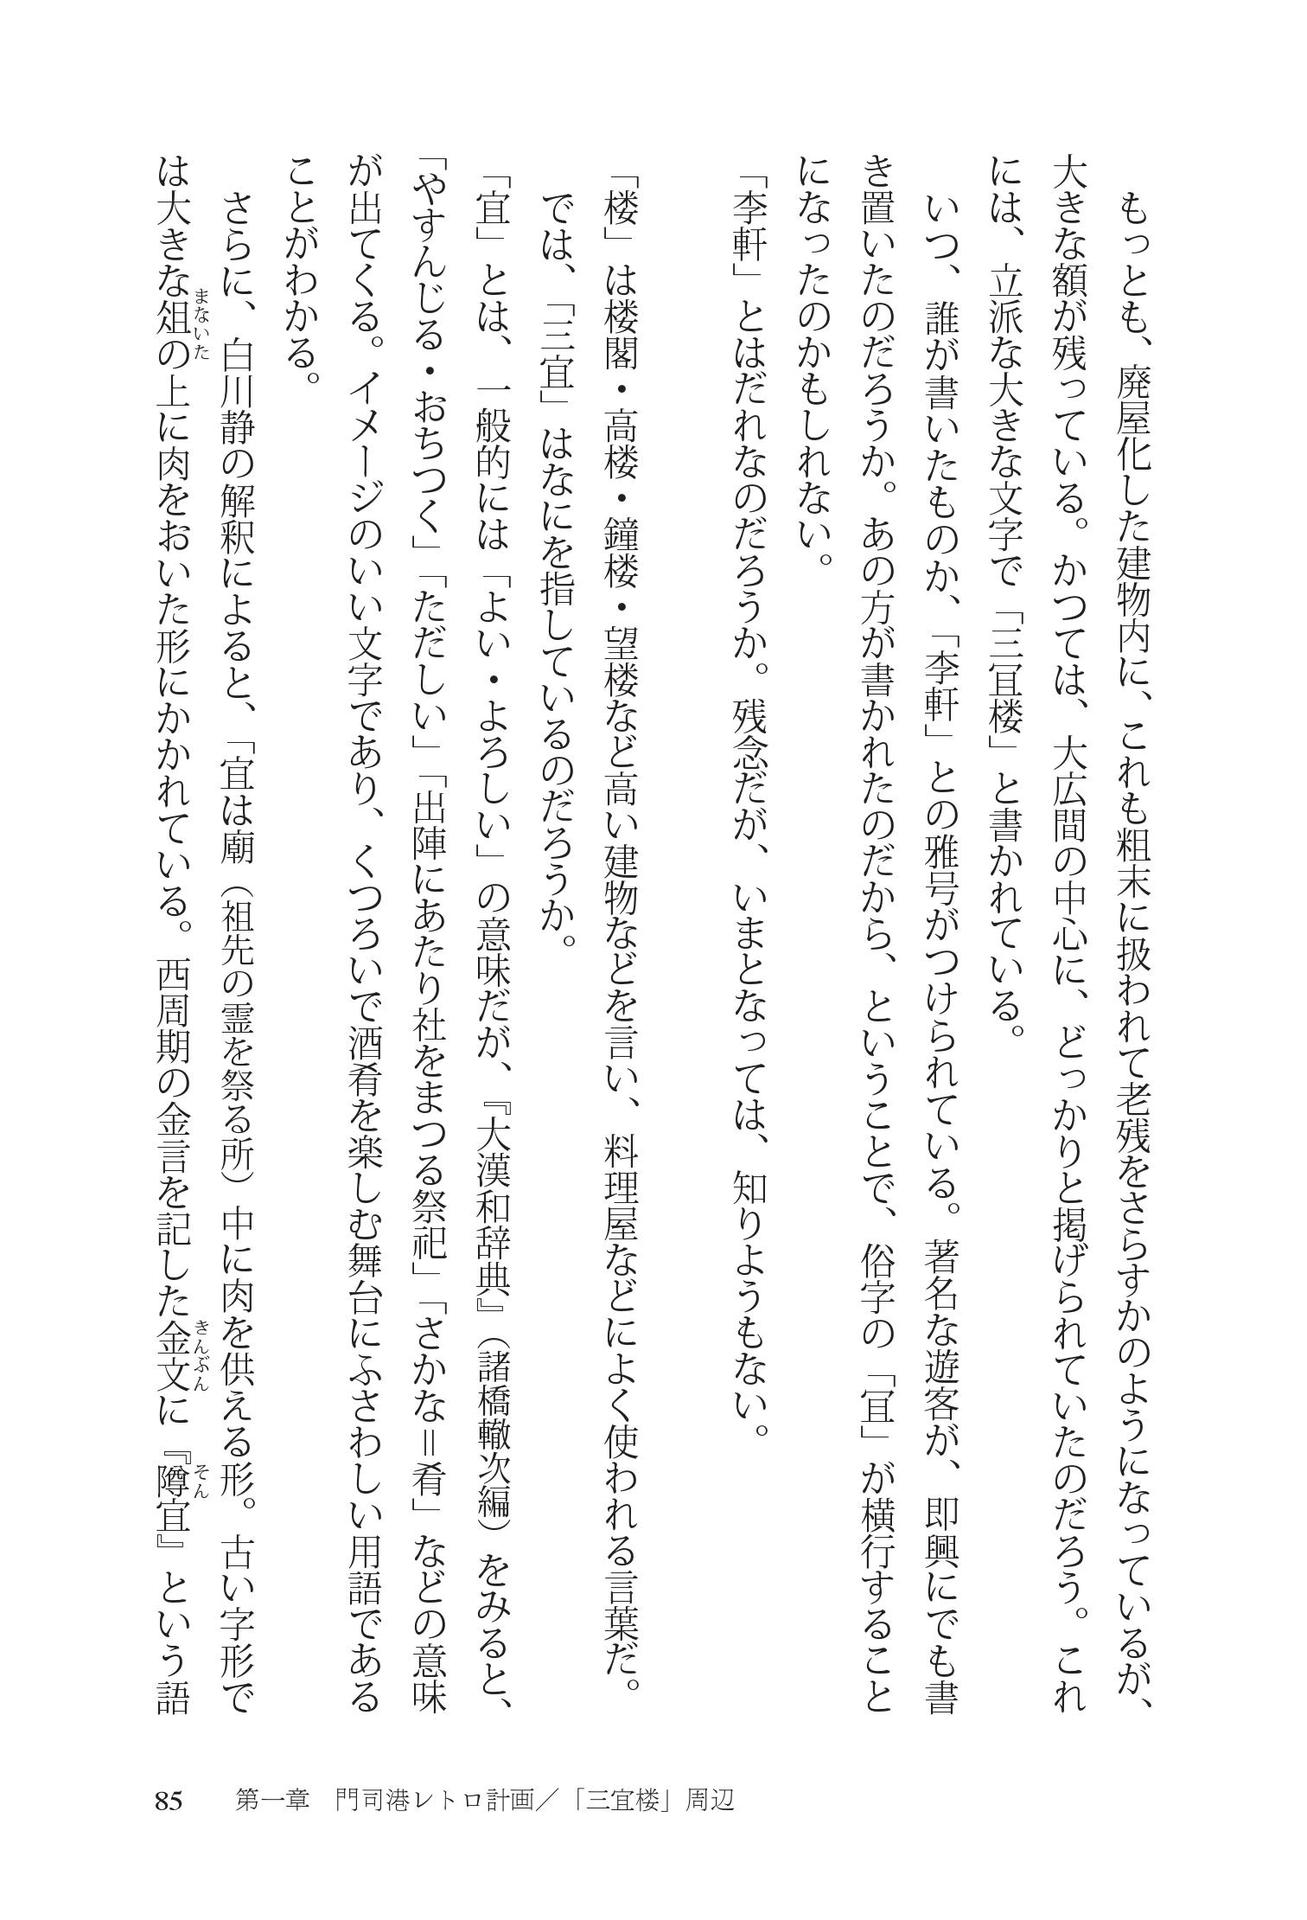 もっとも、廃屋化した建物内に、これも粗末に扱われて老残をさらすかのようになっているが、
大きな額が残っている。かつては、大広間の中心に、どっかりと掲げられていたのだろう。これ
には、立派な大きな文字で「三冝楼」と書かれている。
いつ、誰が書いたものか、「李軒」との雅号がつけられている。著名な遊客が、即興にでも書
き置いたのだろうか。あの方が書かれたのだから、ということで、俗字の「冝」が横行すること
になったのかもしれない。
「李軒」とはだれなのだろうか。残念だが、いまとなっては、知りようもない。
「楼」は楼閣・高楼・鐘楼・望楼など高い建物などを言い、料理屋などによく使われる言葉だ。
では、「三宜」はなにを指しているのだろうか。
「宜」とは、一般的には「よい・よろしい」の意味だが、『大漢和辞典』（諸橋轍次編）をみると、
「やすんじる・おちつく」「ただしい」「出陣にあたり社をまつる祭祀」「さかな＝肴」などの意味
が出てくる。イメージのいい文字であり、くつろいで酒肴を楽しむ舞台にふさわしい用語である
ことがわかる。
さらに、白川静の解釈によると、「宜は廟（祖先の霊を祭る所）中に肉を供える形。古い字形で
は大きな俎の上に肉をおいた形にかかれている。西周期の金言を記した金文に『障宜』という語
まないた
きんぶん
そん
85
第一章　門司港レトロ計画／「三宜楼」周辺